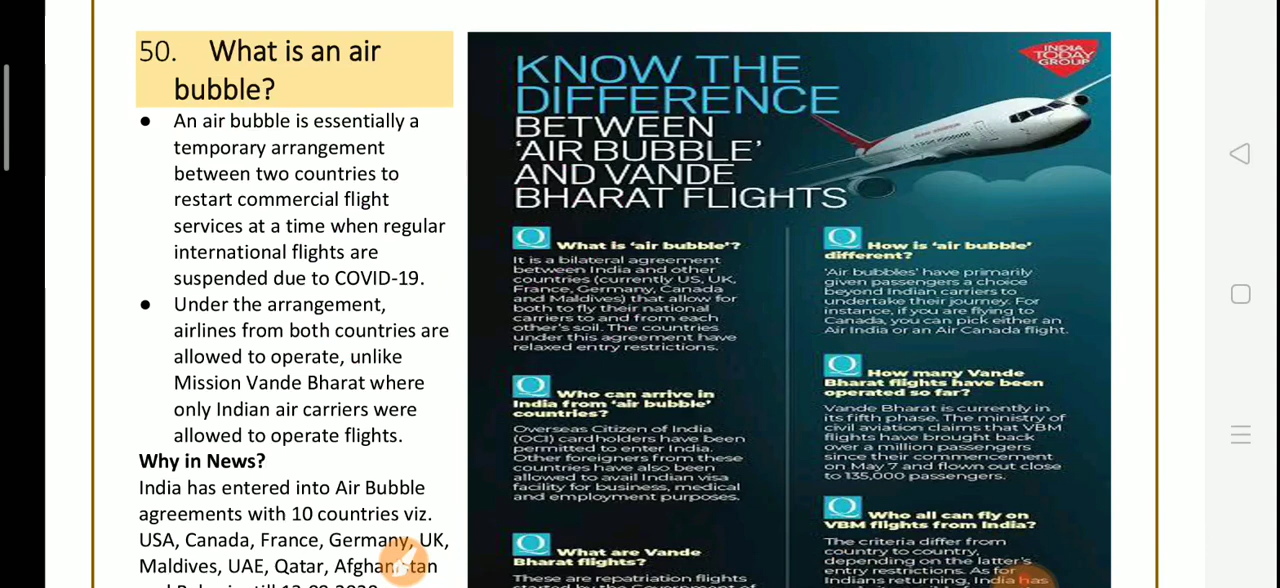 50. What is an air
bubble?
● An air bubble is essentially a
temporary arrangement
between two countries to
restart commercial flight
services at a time when regular
international flights are
suspended due to COVID-19.
● Under the arrangement,
airlines from both countries are
allowed to operate, unlike
Mission Vande Bharat where
only Indian air carriers were
allowed to operate flights.
Why in News?
India has entered into Air Bubble
agreements with 10 countries viz.
USA, Canada, France, Germany, UK,
Maldives, UAE, Qatar,
INDIA
TODAY
GROUP
KNOW THE
DIFFERENCE
BETWEEN
‘AIR BUBBLE’
AND VANDE
BHARAT FLIGHTS
Q What is ‘air bubble’?
It is a bilateral agreement
between India and other
countries (currently US, UK,
France, Germany, Canada
and Maldives) that allow for
both to fly their national
carriers to and from each
other’s soil. The countries
under this agreement have
relaxed entry restrictions.
Q Who can arrive in
India from ‘air bubble’
countries?
Overseas Citizen of India
(OCI) cardholders have been
permitted to enter India.
Other foreigners from these
countries have also been
allowed to avail Indian visa
facility for business, medical
and employment purposes.
Q What are Vande
Bharat flights?
These are repatriation flights
Q How is ‘air bubble’
different?
‘Air bubbles’ have primarily
given passengers a choice
beyond Indian carriers to
undertake their journey. For
instance, if you are flying to
Canada, you can pick either an
Air India or an Air Canada flight.
Q How many Vande
Bharat flights have been
operated so far?
Vande Bharat is currently in
its fifth phase. The ministry of
civil aviation claims that VBM
flights have brought back
over a million passengers
since their commencement
on May 7 and flown out close
to 135,000 passengers.
Q Who all can fly on
VBM flights from India?
The criteria differ from
country to country,
depending on the latter’s
entry restrictions. As for
Indians returning, India has